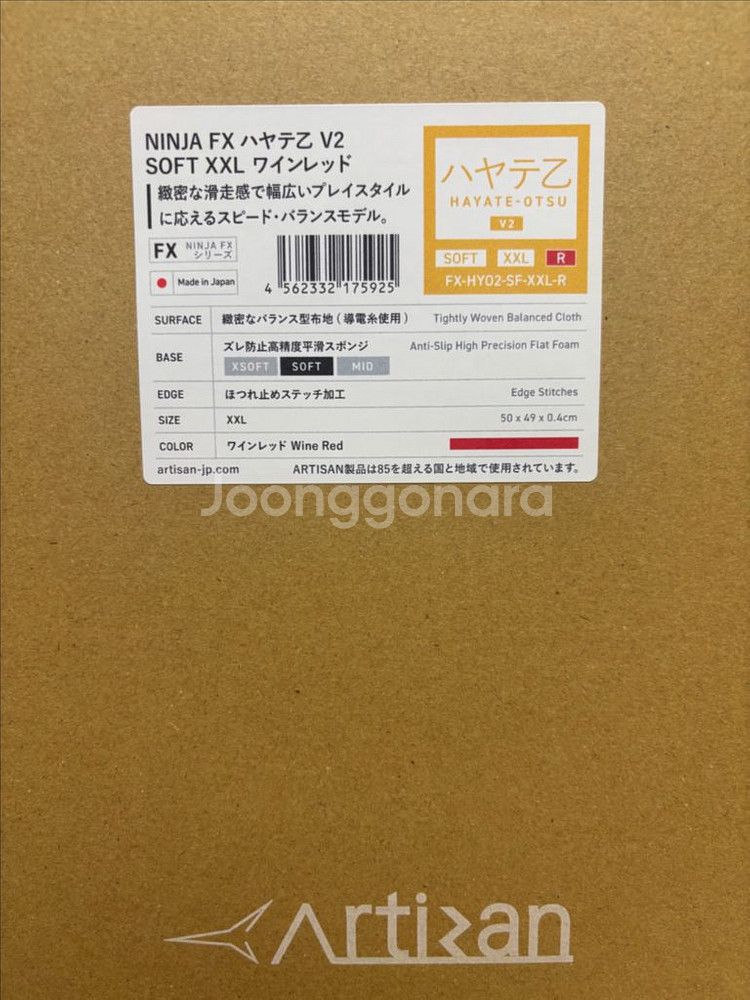 NINJA FX ハヤテ乙 V2
SOFT XXL ワインレッド
緻密な滑走感で幅広いプレイスタイル
に応えるスピード・バランスモデル。
FX NINJA FX
シリーズ
Made in Japan
4 562332 175925
ハヤテ乙
HAYATE-OTSU
V2
SOFT XXL R
FX-HY02-SF-XXL-R
SURFACE 緻密なバランス型布地 ( 導電糸使用 ) Tightly Woven Balanced Cloth
BASE ズレ防止高精度平滑スポンジ Anti-Slip High Precision Flat Foam
XSOFT SOFT MID
EDGE ほつれ止めステッチ加工 Edge Stitches
SIZE XXL 50 x 49 x 0.4cm
COLOR ワインレッド Wine Red
artisan-jp.com ARTISAN製品は85を超える国と地域で使用されています。
Joonggonara
Artisan